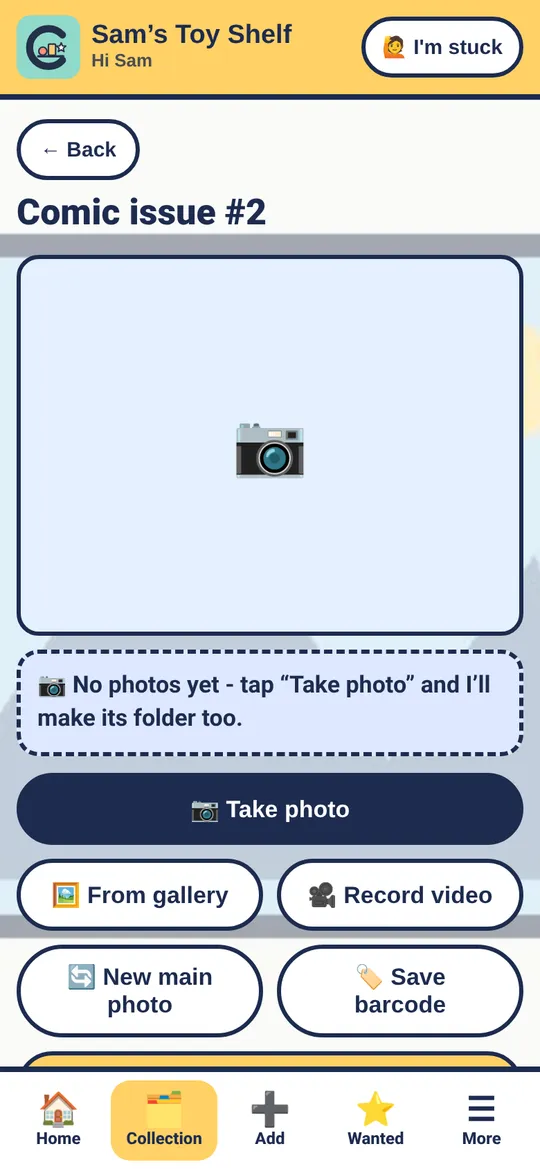 Sam’s Toy Shelf
Hi Sam
🙋 I'm stuck
← Back
Comic issue #2
📷 No photos yet - tap “Take photo” and I’ll
make its folder too.
📷 Take photo
🖼️ From gallery
🎥 Record video
🔄 New main
photo
🏷️ Save
barcode
Home
Collection
Add
Wanted
More